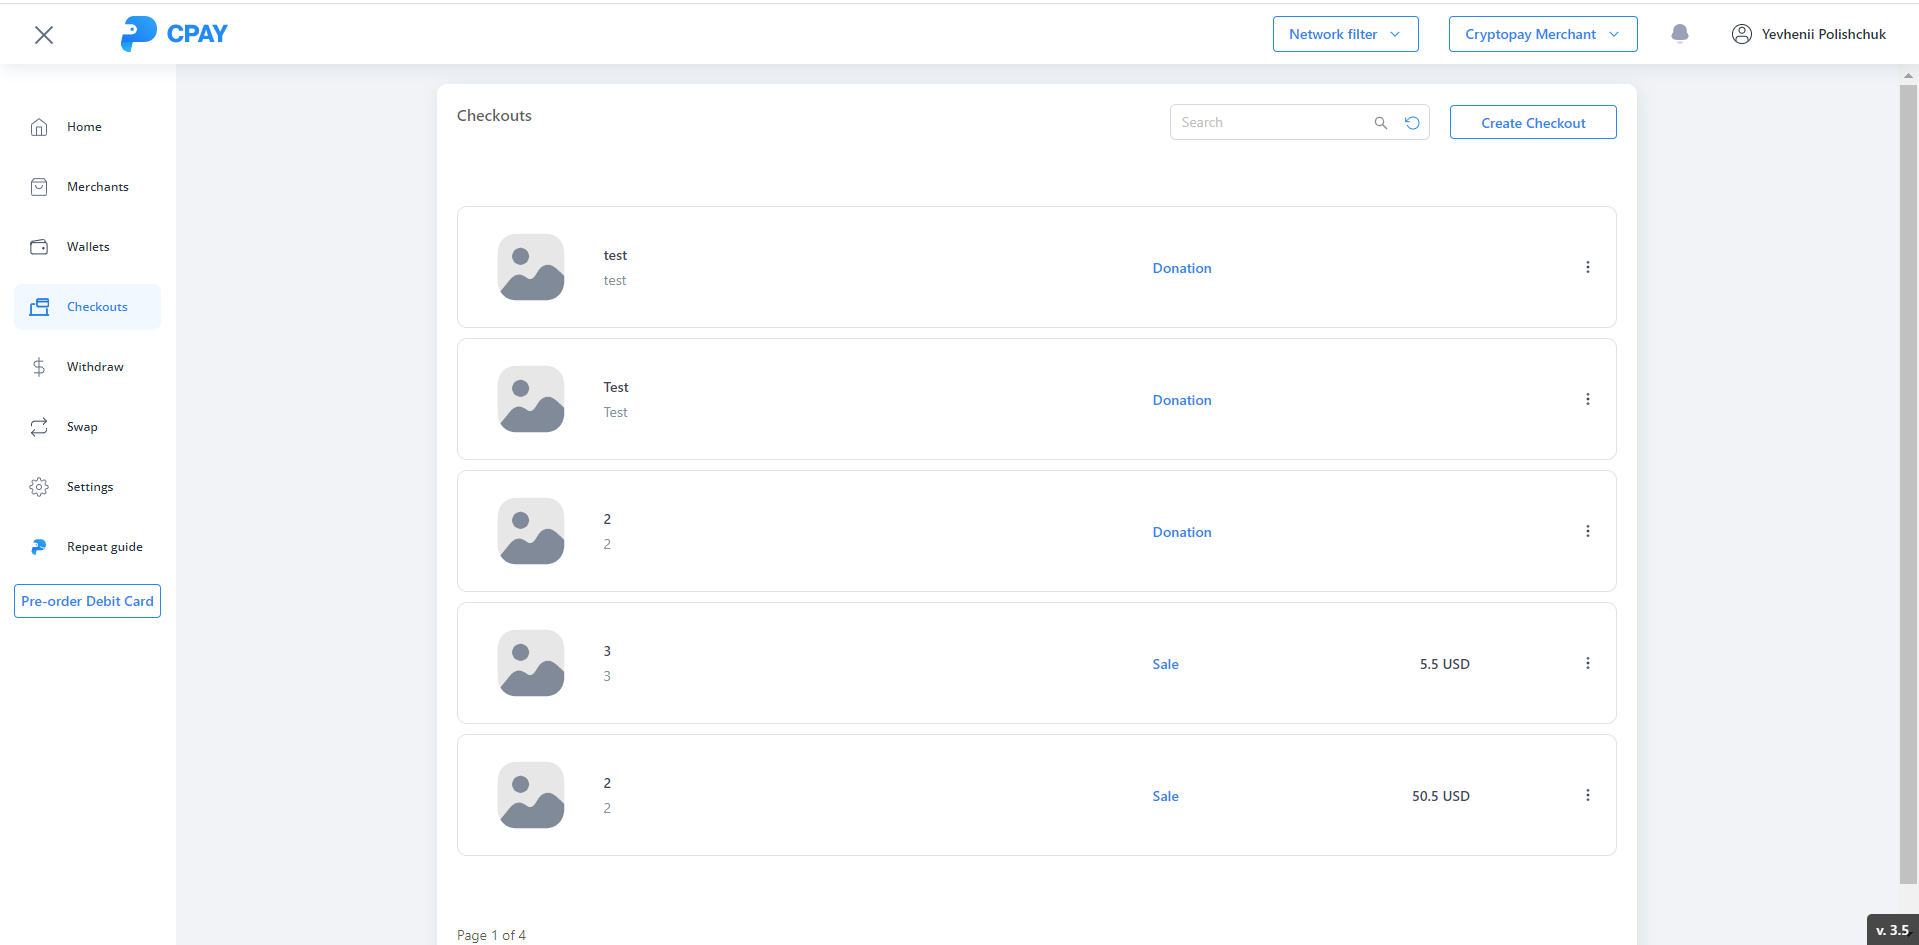 CPAY
Network filter
Cryptopay Merchant
Yevhenii Polishchuk
Home
Merchants
Wallets
Checkouts
Withdraw
Swap
Settings
Repeat guide
Pre-order Debit Card
Checkouts
Search
Create Checkout
test
test
Donation
Test
Test
Donation
2
2
Donation
3
3
Sale
5.5 USD
2
2
Sale
50.5 USD
Page 1 of 4
v. 3.5